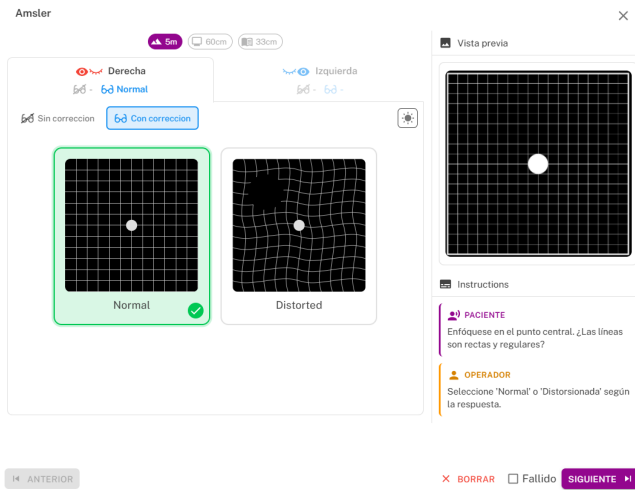 Amsler
5m
60cm
33cm
Derecha
- Normal
Izquierda
- -
Sin correccion
Con correccion
Normal
Distorted
Vista previa
Instructions
PACIENTE
Enfóquese en el punto central. ¿Las líneas
son rectas y regulares?
OPERADOR
Seleccione 'Normal' o 'Distorsionada' según
la respuesta.
ANTERIOR
BORRAR
Fallido
SIGUIENTE